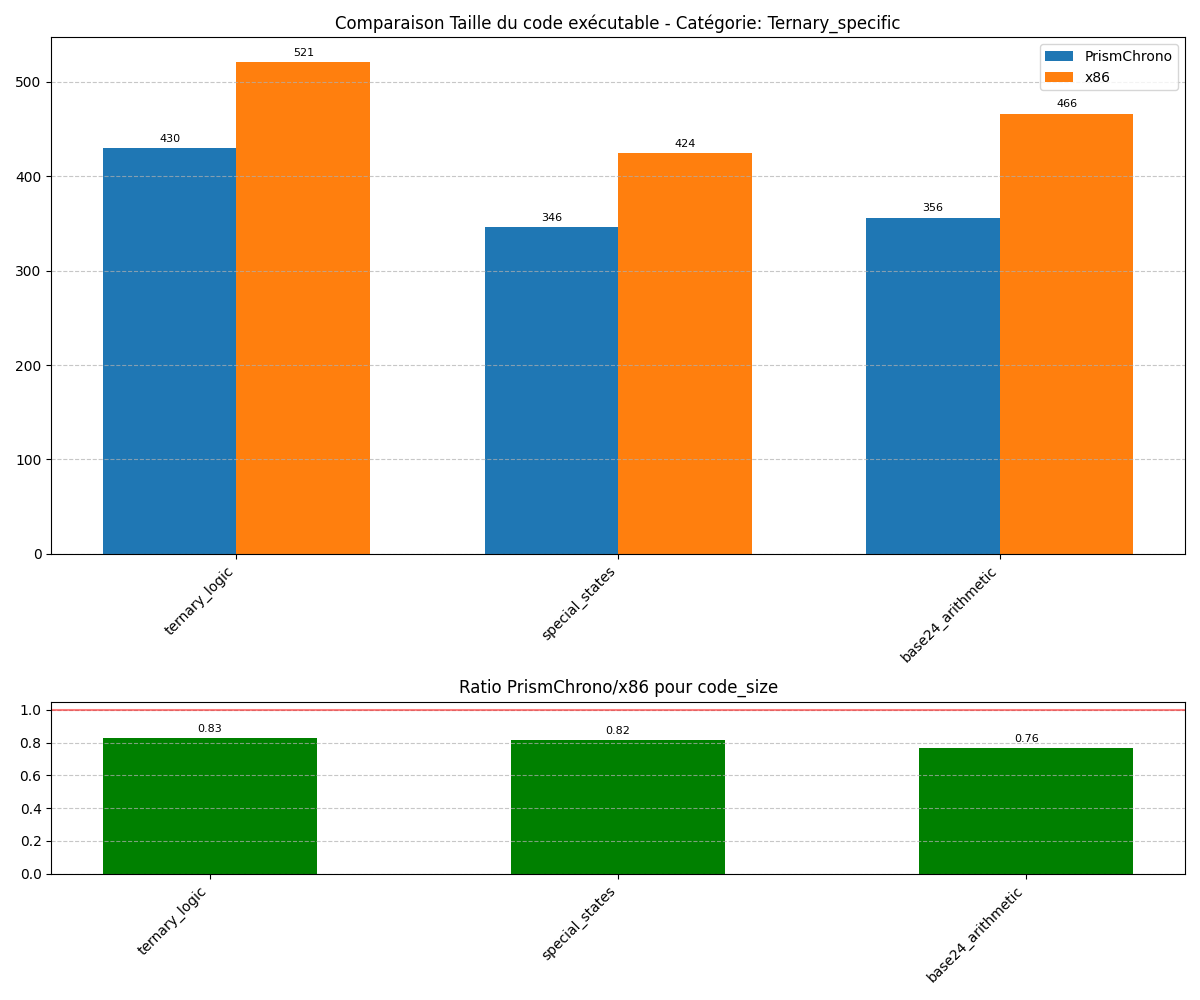 Comparaison Taille du code exécutable - Catégorie: Ternary_specific
PrismChrono
x86
500
400
300
200
100
0
430
521
346
424
356
466
ternary_logic
special_states
base24_arithmetic
Ratio PrismChrono/x86 pour code_size
1.0
0.8
0.6
0.4
0.2
0.0
0.83
0.82
0.76
ternary_logic
special_states
base24_arithmetic